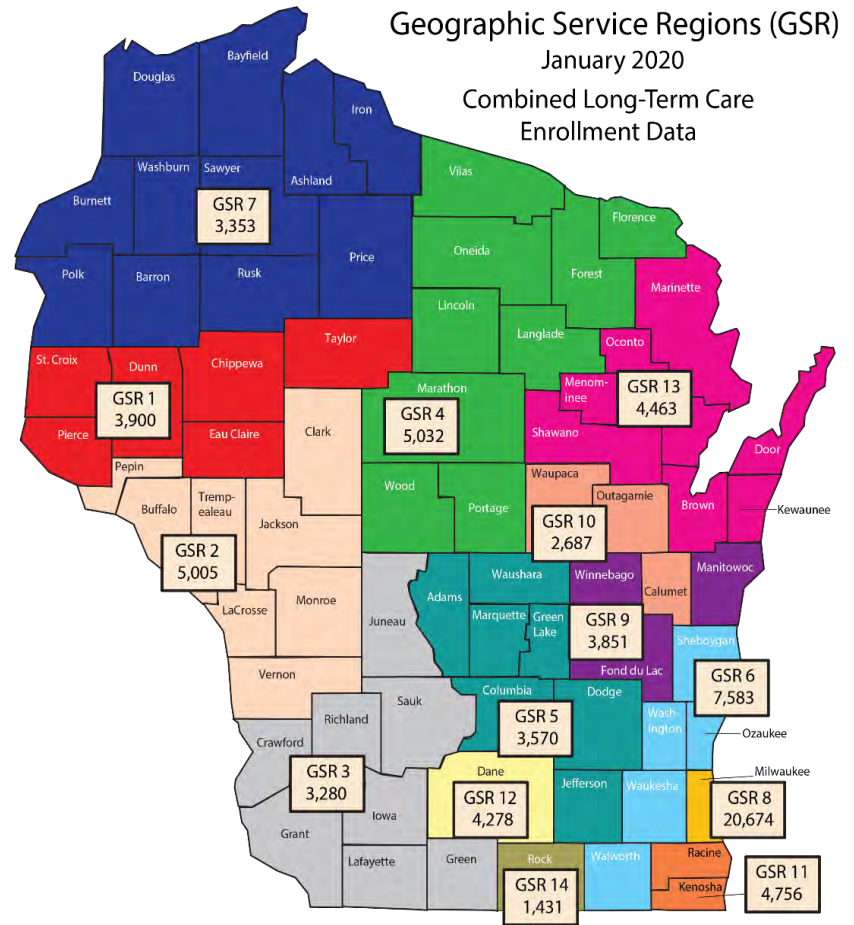 Geographic Service Regions (GSR)
January 2020
Combined Long-Term Care
Enrollment Data
Douglas
Bayfield
Iron
Ashland
Washburn
Sawyer
Burnett
GSR 7
3,353
Polk
Barron
Rusk
Price
Vilas
Florence
Oneida
Forest
Marinette
Lincoln
Langlade
Oconto
St. Croix
Dunn
Chippewa
Taylor
GSR 1
3,900
Pierce
Eau Claire
Marathon
GSR 4
5,032
Menom-
inee
GSR 13
4,463
Shawano
Clark
Door
Pepin
Buffalo
Tremp-
ealeau
Jackson
Wood
Portage
Waupaca
Outagamie
Brown
Kewaunee
GSR 10
2,687
GSR 2
5,005
LaCrosse
Monroe
Juneau
Adams
Waushara
Winnebago
Calumet
Manitowoc
Marquette
Green
Lake
GSR 9
3,851
Sheboygan
Fond du Lac
GSR 6
7,583
Vernon
Sauk
Columbia
Dodge
Wash-
ington
Ozaukee
Richland
Crawford
GSR 5
3,570
GSR 3
3,280
Dane
GSR 12
4,278
Jefferson
Waukesha
Milwaukee
GSR 8
20,674
Iowa
Grant
Lafayette
Green
Rock
GSR 14
1,431
Walworth
Racine
Kenosha
GSR 11
4,756